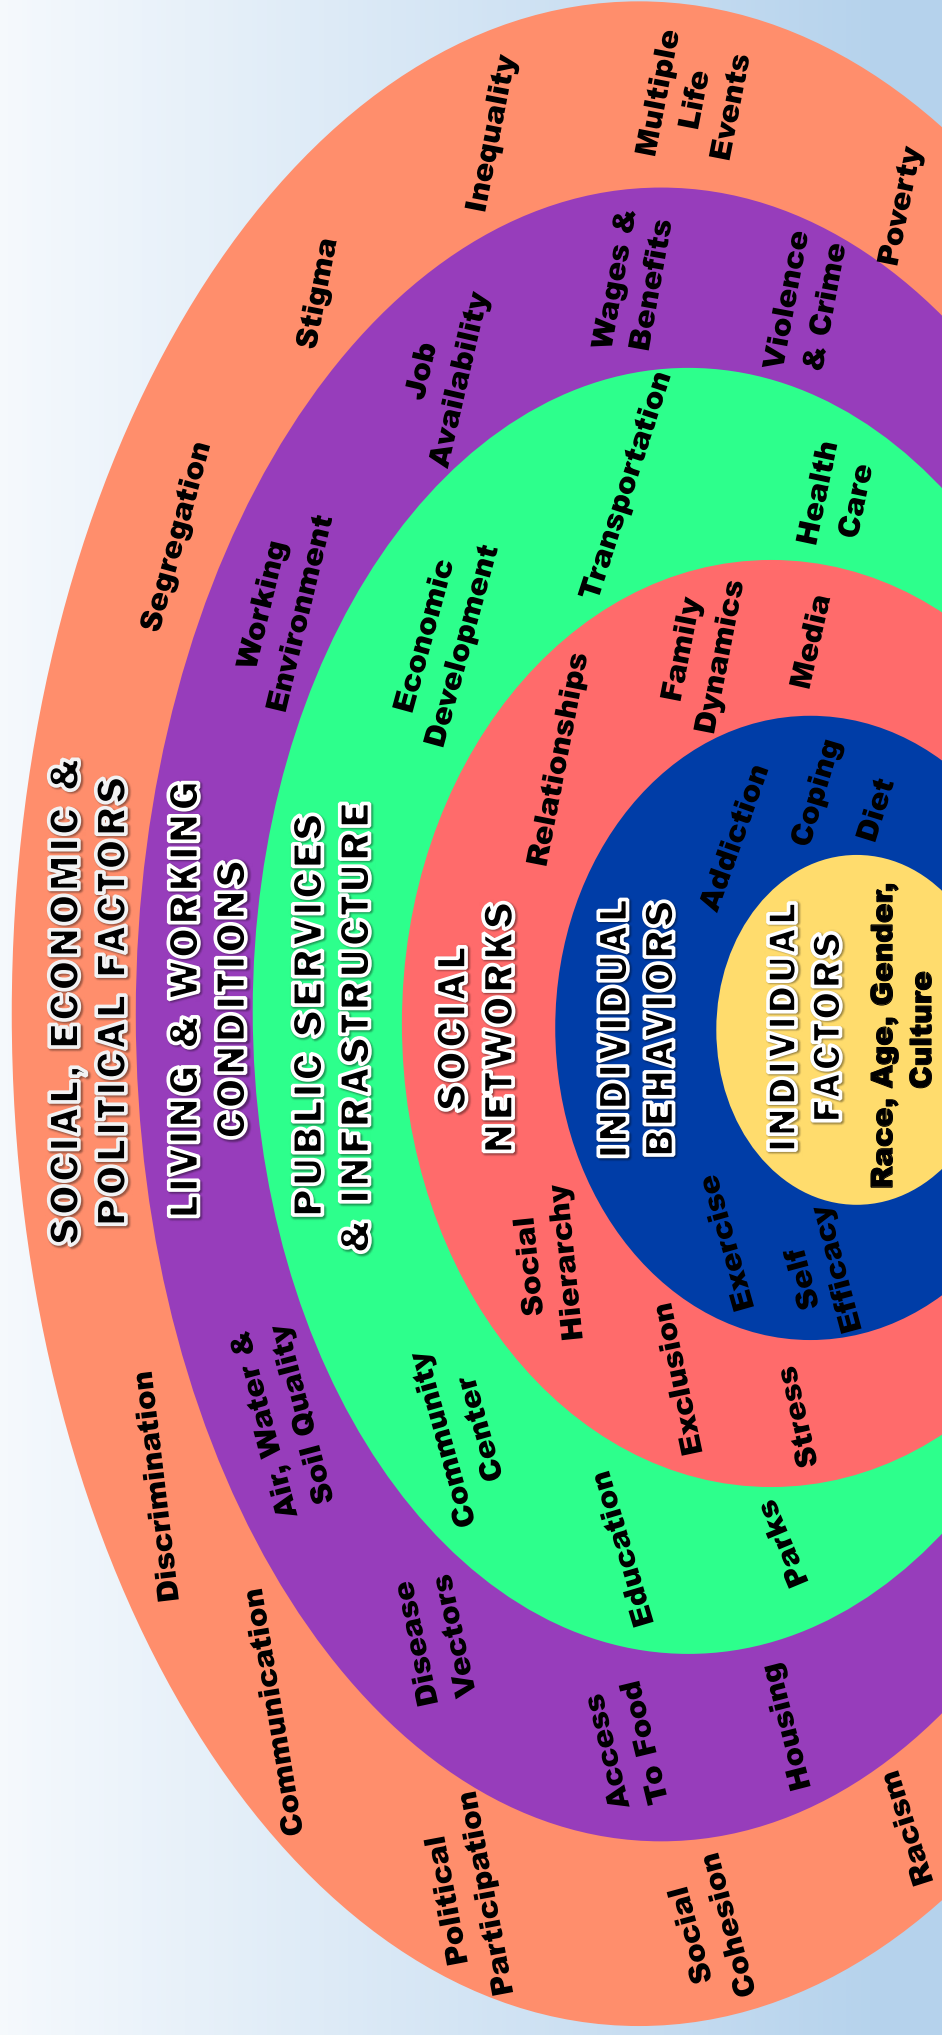 SOCIAL, ECONOMIC &
POLITICAL FACTORS
Racism
Social
Cohesion
Political
Participation
Communication
Discrimination
Segregation
Stigma
Inequality
Multiple
Life
Events
Poverty
LIVING & WORKING
CONDITIONS
Housing
Access
To Food
Disease
Vectors
Air, Water &
Soil Quality
Working
Environment
Job
Availability
Wages &
Benefits
Violence
& Crime
PUBLIC SERVICES
& INFRASTRUCTURE
Parks
Education
Community
Center
Economic
Development
Transportation
Health
Care
SOCIAL
NETWORKS
Stress
Exclusion
Social
Hierarchy
Relationships
Family
Dynamics
Media
INDIVIDUAL
BEHAVIORS
Self
Efficacy
Exercise
Addiction
Coping
Diet
INDIVIDUAL
FACTORS
Race, Age, Gender,
Culture